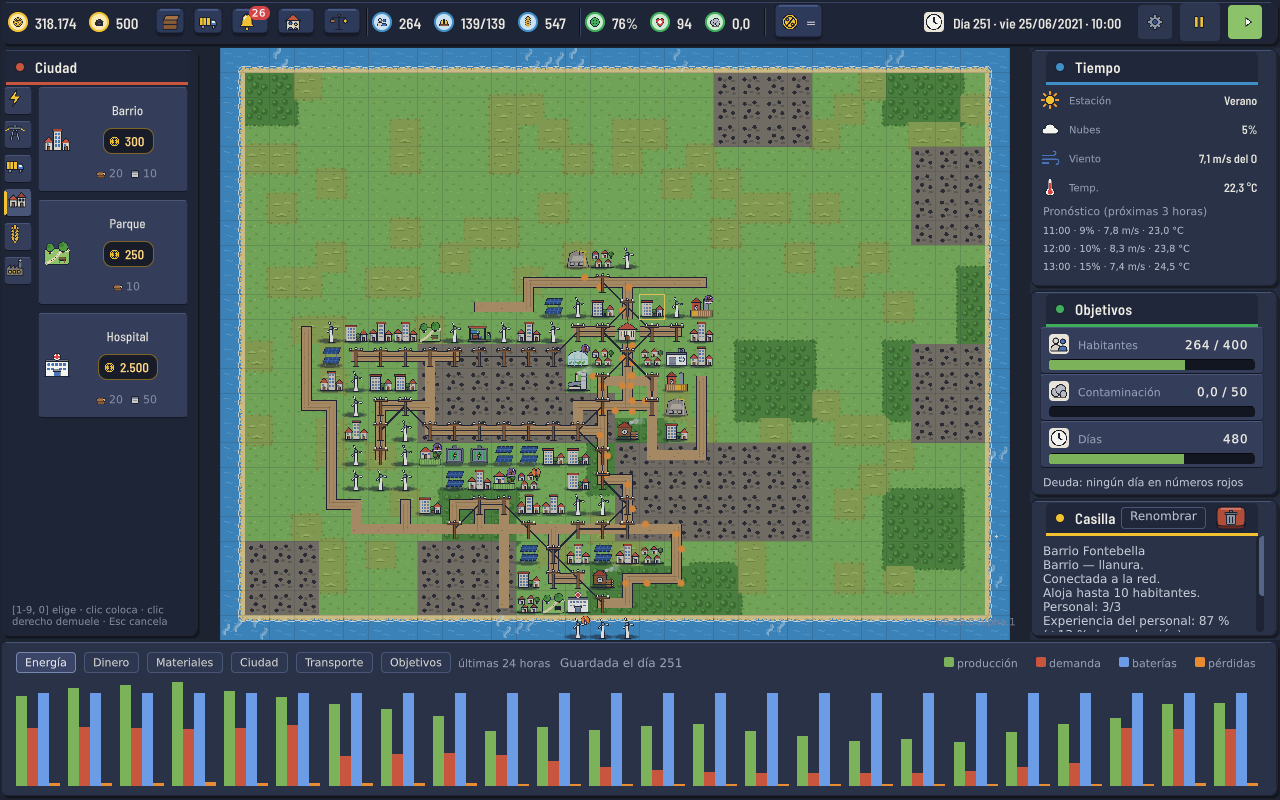 318.174
500
26
264
139/139
547
76%
94
0,0
=
Día 251 · vie 25/06/2021 · 10:00
Ciudad
Barrio
300
20
10
Parque
250
10
Hospital
2.500
20
50
[1-9, 0] elige · clic coloca · clic
derecho demuele · Esc cancela
Tiempo
Estación
Verano
Nubes
5%
Viento
7,1 m/s del O
Temp.
22,3 °C
Pronóstico (próximas 3 horas)
11:00 · 9% · 7,8 m/s · 23,0 °C
12:00 · 10% · 8,3 m/s · 23,8 °C
13:00 · 15% · 7,4 m/s · 24,5 °C
Objetivos
Habitantes
264 / 400
Contaminación
0,0 / 50
Días
480
Deuda: ningún día en números rojos
Casilla
Renombrar
Barrio Fontebella
Barrio — llanura.
Conectada a la red.
Aloja hasta 10 habitantes.
Personal: 3/3
Experiencia del personal: 87 %
Energía
Dinero
Materiales
Ciudad
Transporte
Objetivos
últimas 24 horas
Guardada el día 251
producción
demanda
baterías
pérdidas